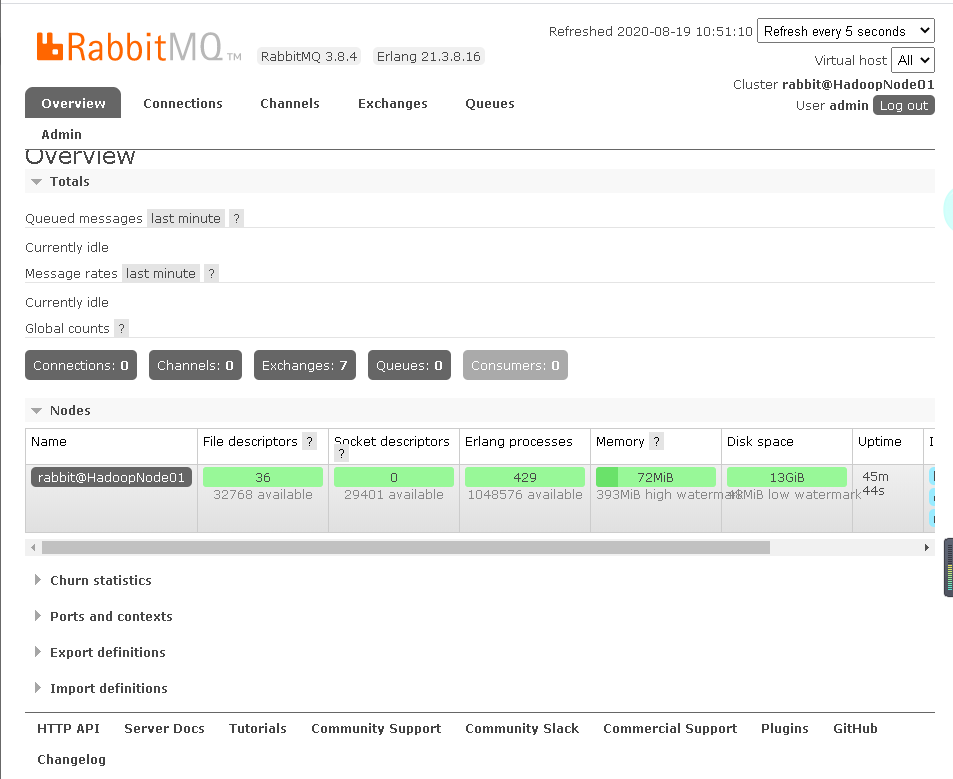 RabbitMQ TM RabbitMQ 3.8.4 Erlang 21.3.8.16
Refreshed 2020-08-19 10:51:10 Refresh every 5 seconds
Virtual host All
Cluster rabbit@HadoopNode01
User admin Log out
Overview Connections Channels Exchanges Queues
Admin
Overview
Totals
Queued messages last minute ?
Currently idle
Message rates last minute ?
Currently idle
Global counts ?
Connections: 0 Channels: 0 Exchanges: 7 Queues: 0 Consumers: 0
Nodes
Name File descriptors ? Socket descriptors ? Erlang processes Memory ? Disk space Uptime
rabbit@HadoopNode01 36 0 429 72MiB 13GiB 45m
32768 available 29401 available 1048576 available 393MiB high watermark 48MiB low watermark 44s
Churn statistics
Ports and contexts
Export definitions
Import definitions
HTTP API Server Docs Tutorials Community Support Community Slack Commercial Support Plugins GitHub
Changelog